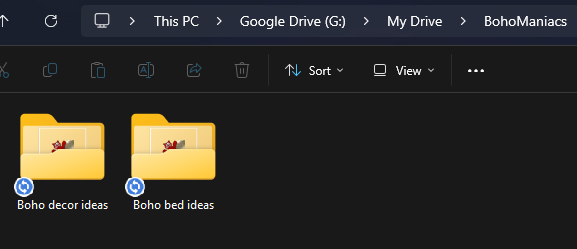 This PC > Google Drive (G:) > My Drive > BohoManiacs
Sort View
Boho decor ideas Boho bed ideas